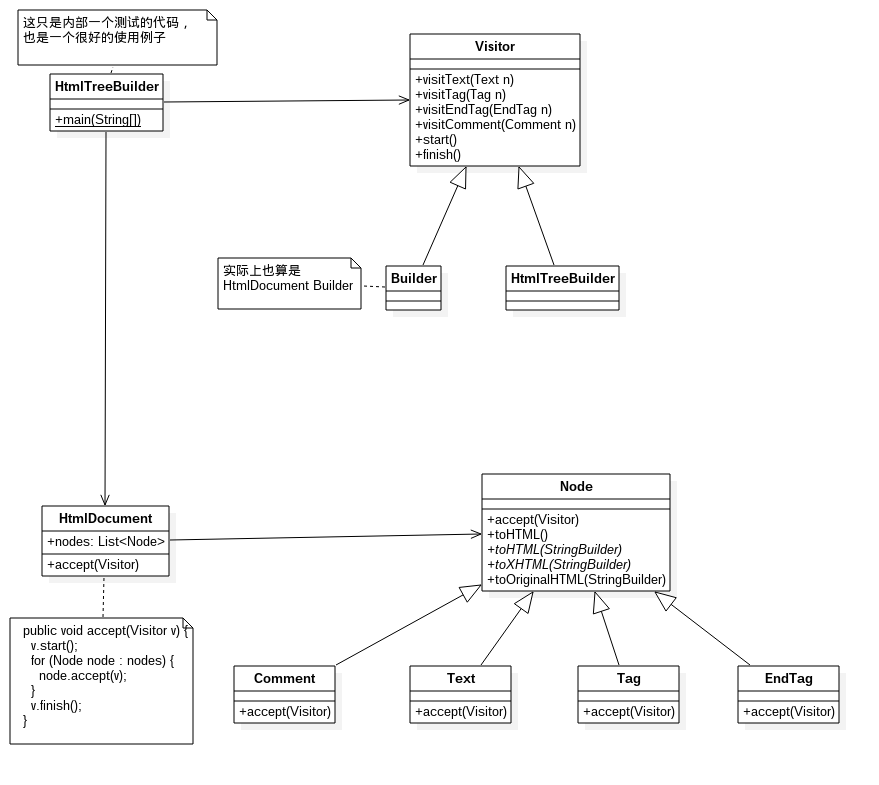 这只是内部一个测试的代码，
也是一个很好的使用例子
HtmlTreeBuilder
+main(String[])
Visitor
+visitText(Text n)
+visitTag(Tag n)
+visitEndTag(EndTag n)
+visitComment(Comment n)
+start()
+finish()
实际上也算是
HtmlDocument Builder
Builder
HtmlTreeBuilder
HtmlDocument
+nodes: List<Node>
+accept(Visitor)
Node
+accept(Visitor)
+toHTML()
+toHTML(StringBuilder)
+toXHTML(StringBuilder)
+toOriginalHTML(StringBuilder)
public void accept(Visitor v) {
v.start();
for (Node node : nodes) {
node.accept(v);
}
v.finish();
}
Comment
+accept(Visitor)
Text
+accept(Visitor)
Tag
+accept(Visitor)
EndTag
+accept(Visitor)